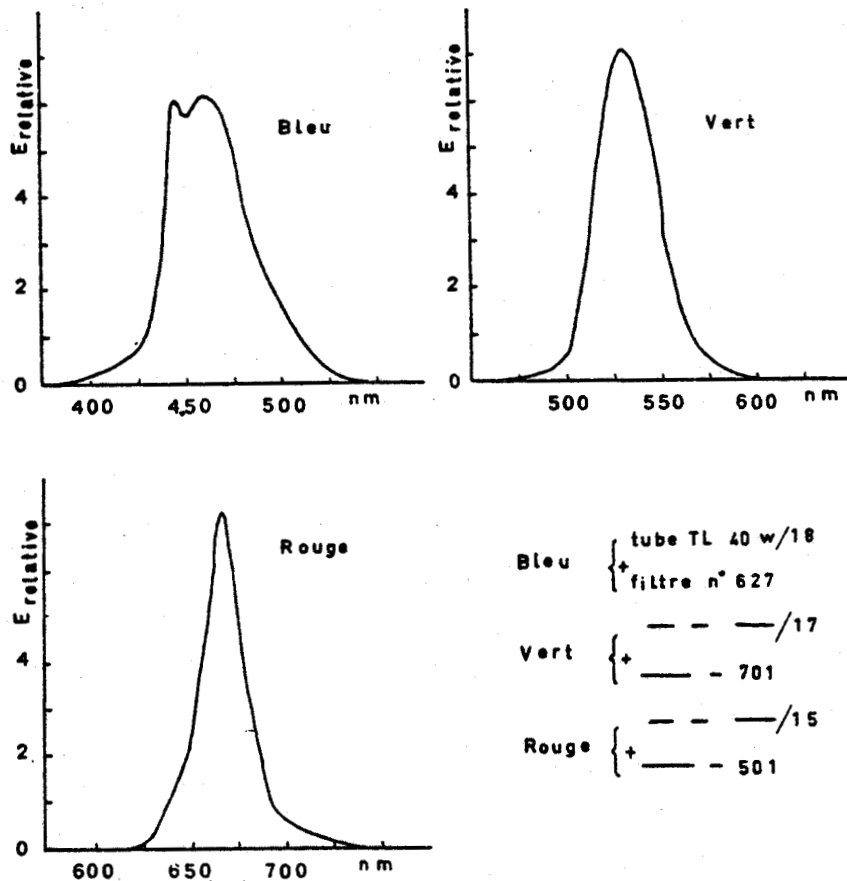 E relative
4
2
0
400
450
500
nm
Bleu
E relative
4
2
0
500
550
600
nm
Vert
E relative
4
2
0
600
650
700
nm
Rouge
Bleu { + tube TL 40 w/18
filtre n° 627
Vert { + — — —/17
— - 701
Rouge { + — — —/15
— - 501